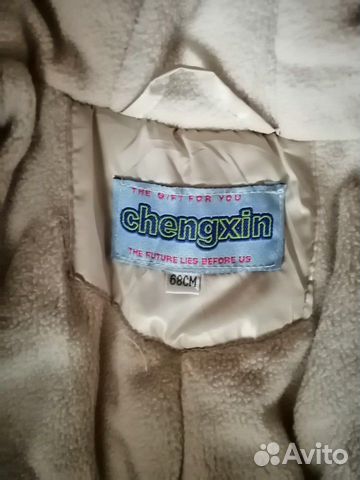 THE GIFT FOR YOU
chengxin
THE FUTURE LIES BEFORE US
68CM
Avito